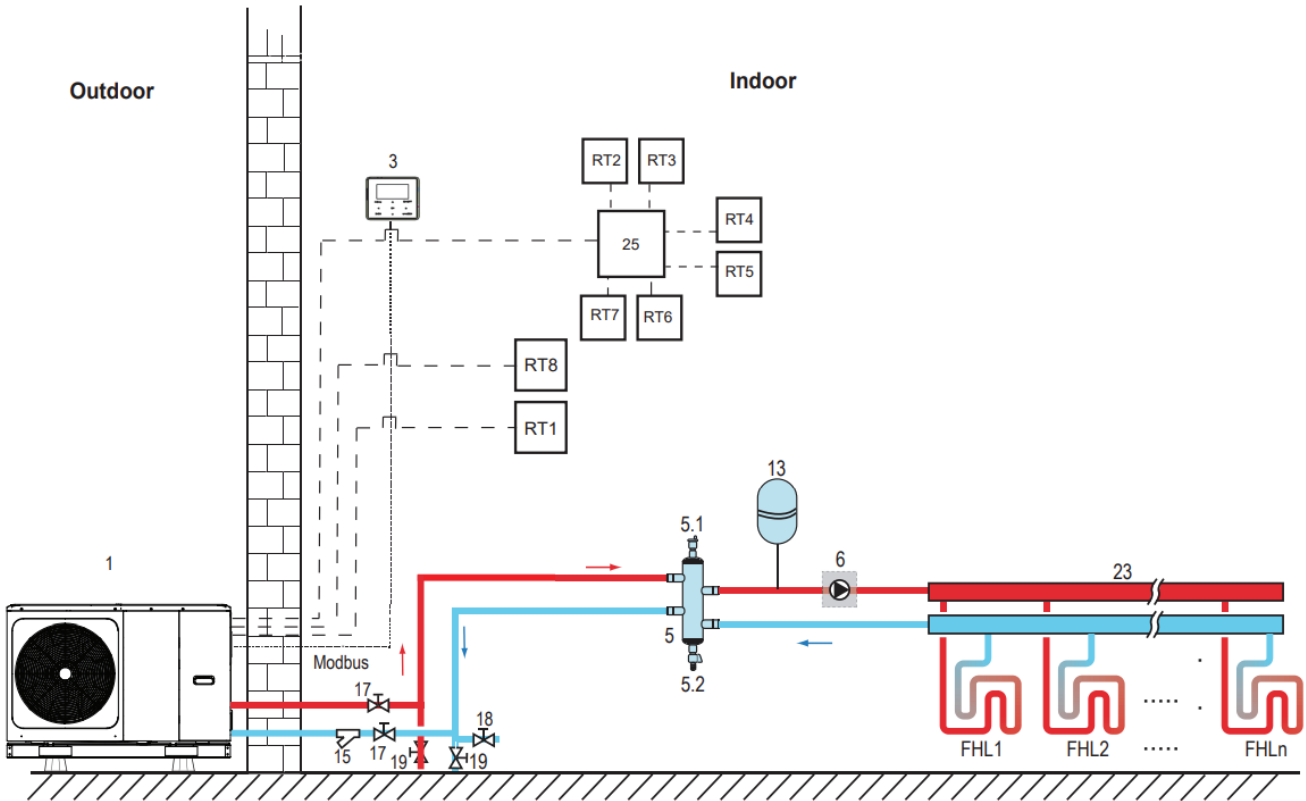 Outdoor
Indoor
3
RT2
RT3
25
RT4
RT5
RT7
RT6
RT8
RT1
13
5.1
6
1
23
5
Modbus
5.2
17
18
15
17
19
19
FHL1
FHL2
.....
.....
FHLn